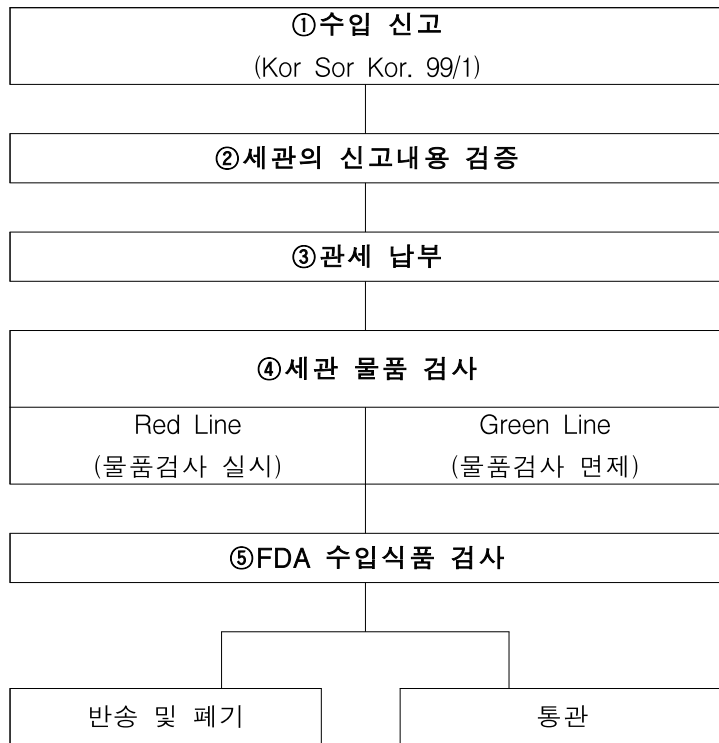 ①수입 신고
(Kor Sor Kor. 99/1)
②세관의 신고내용 검증
③관세 납부
④세관 물품 검사
Red Line
(물품검사 실시)
Green Line
(물품검사 면제)
⑤FDA 수입식품 검사
반송 및 폐기
통관